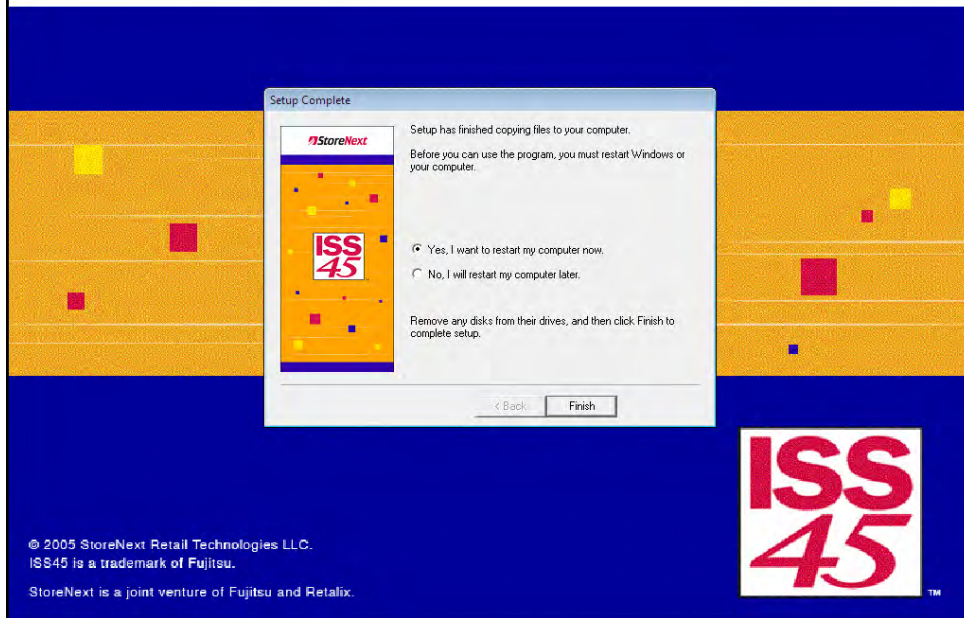 Setup Complete
StoreNext
Setup has finished copying files to your computer.
Before you can use the program, you must restart Windows or
your computer.
ISS
45
Yes, I want to restart my computer now.
No, I will restart my computer later.
Remove any disks from their drives, and then click Finish to
complete setup.
< Back
Finish
ISS
45
TM
© 2005 StoreNext Retail Technologies LLC.
ISS45 is a trademark of Fujitsu.
StoreNext is a joint venture of Fujitsu and Retalix.